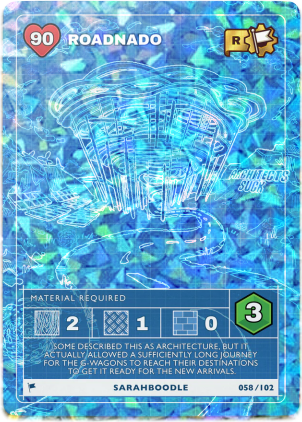 90 ROADNADO R
ARCHITECTS
SUCK
MATERIAL REQUIRED
2 1 0 3
SOME DESCRIBED THIS AS ARCHITECTURE, BUT IT
ACTUALLY ALLOWED A SUFFICIENTLY LONG JOURNEY
FOR THE G-WAGONS TO REACH THEIR DESTINATIONS
TO GET IT READY FOR THE NEW ARRIVALS.
SARAHBOODLE 058/102